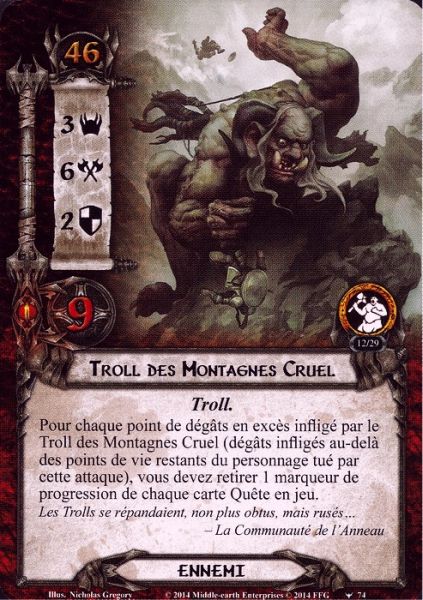 46
3
6
2
9
12/29
Troll des Montagnes Cruel
Troll.
Pour chaque point de dégâts en excès infligé par le
Troll des Montagnes Cruel (dégâts infligés au-delà
des points de vie restants du personnage tué par
cette attaque), vous devez retirer 1 marqueur de
progression de chaque carte Quête en jeu.
Les Trolls se répandaient, non plus obtus, mais rusés…
– La Communauté de l'Anneau
ENNEMI
Illus. Nicholas Gregory © 2014 Middle-earth Enterprises © 2014 FFG 74